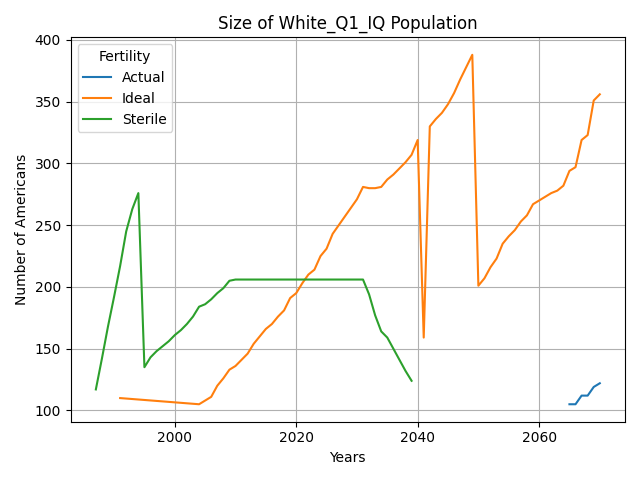 Size of White_Q1_IQ Population
Number of Americans
400
350
300
250
200
150
100
Fertility
Actual
Ideal
Sterile
2000
2020
2040
2060
Years